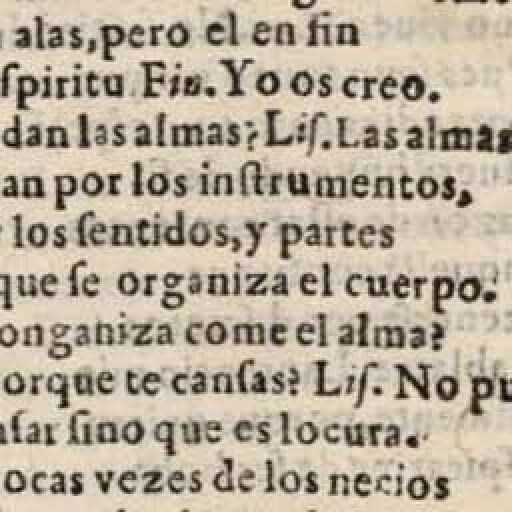 alas, pero el en fin
ſpiritu Fin. Yo os creo.
dan las almas? Liſ. Las almas
an por los inſtrumentos,
los ſentidos, y partes
que ſe organiza el cuerpo.
onganiza come el alma?
orque te canſas? Liſ. No pu
ſar ſino que es locura.
ocas vezes de los necios